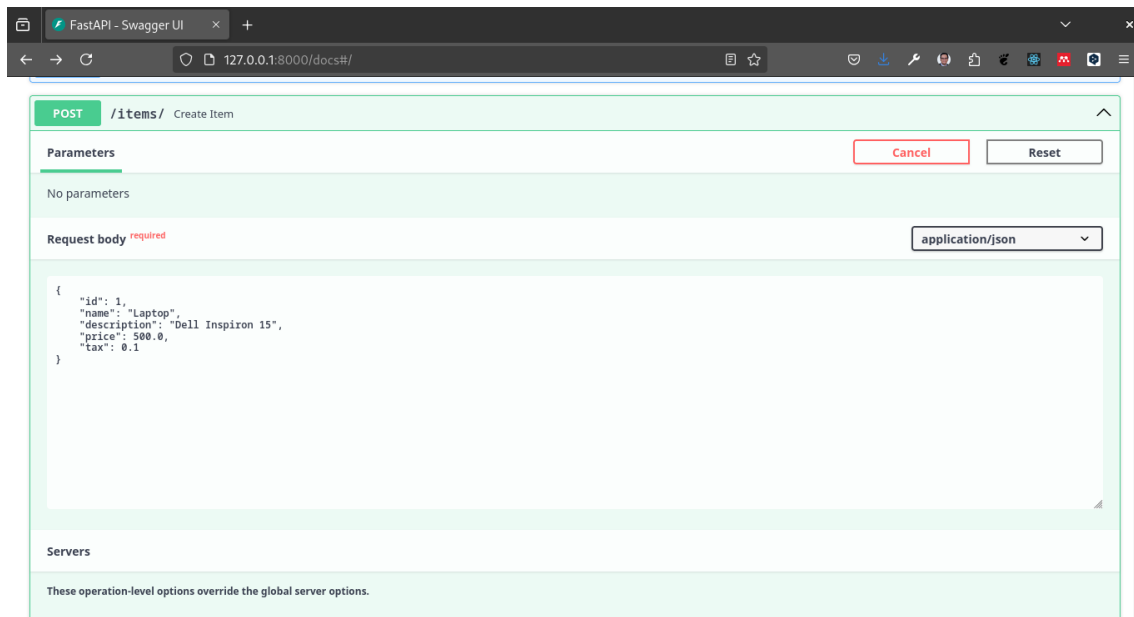 FastAPI - Swagger UI
127.0.0.1:8000/docs#/
POST /items/ Create Item
Parameters
Cancel
Reset
No parameters
Request body required
application/json
{
    "id": 1,
    "name": "Laptop",
    "description": "Dell Inspiron 15",
    "price": 500.0,
    "tax": 0.1
}
Servers
These operation-level options override the global server options.